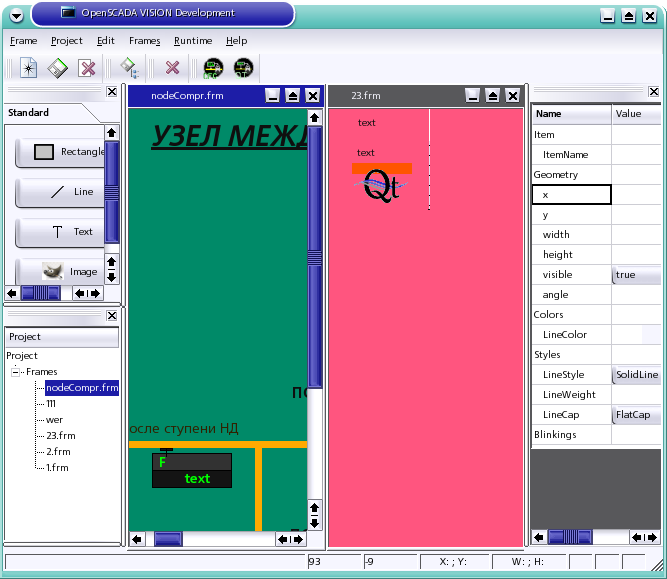 OpenSCADA VISION Development
Frame Project Edit Frames Runtime Help
Standard
Rectangle
Line
Text
Image
Project
Project
Frames
nodeCompr.frm
111
wer
23.frm
2.frm
1.frm
nodeCompr.frm
УЗЕЛ МЕЖД
по
осле ступени НД
F
text
23.frm
text
text
Qt
Name Value
Item
ItemName
Geometry
x
y
width
height
visible true
angle
Colors
LineColor
Styles
LineStyle SolidLine
LineWeight
LineCap FlatCap
Blinkings
93 -9 X: ; Y: W: ; H: